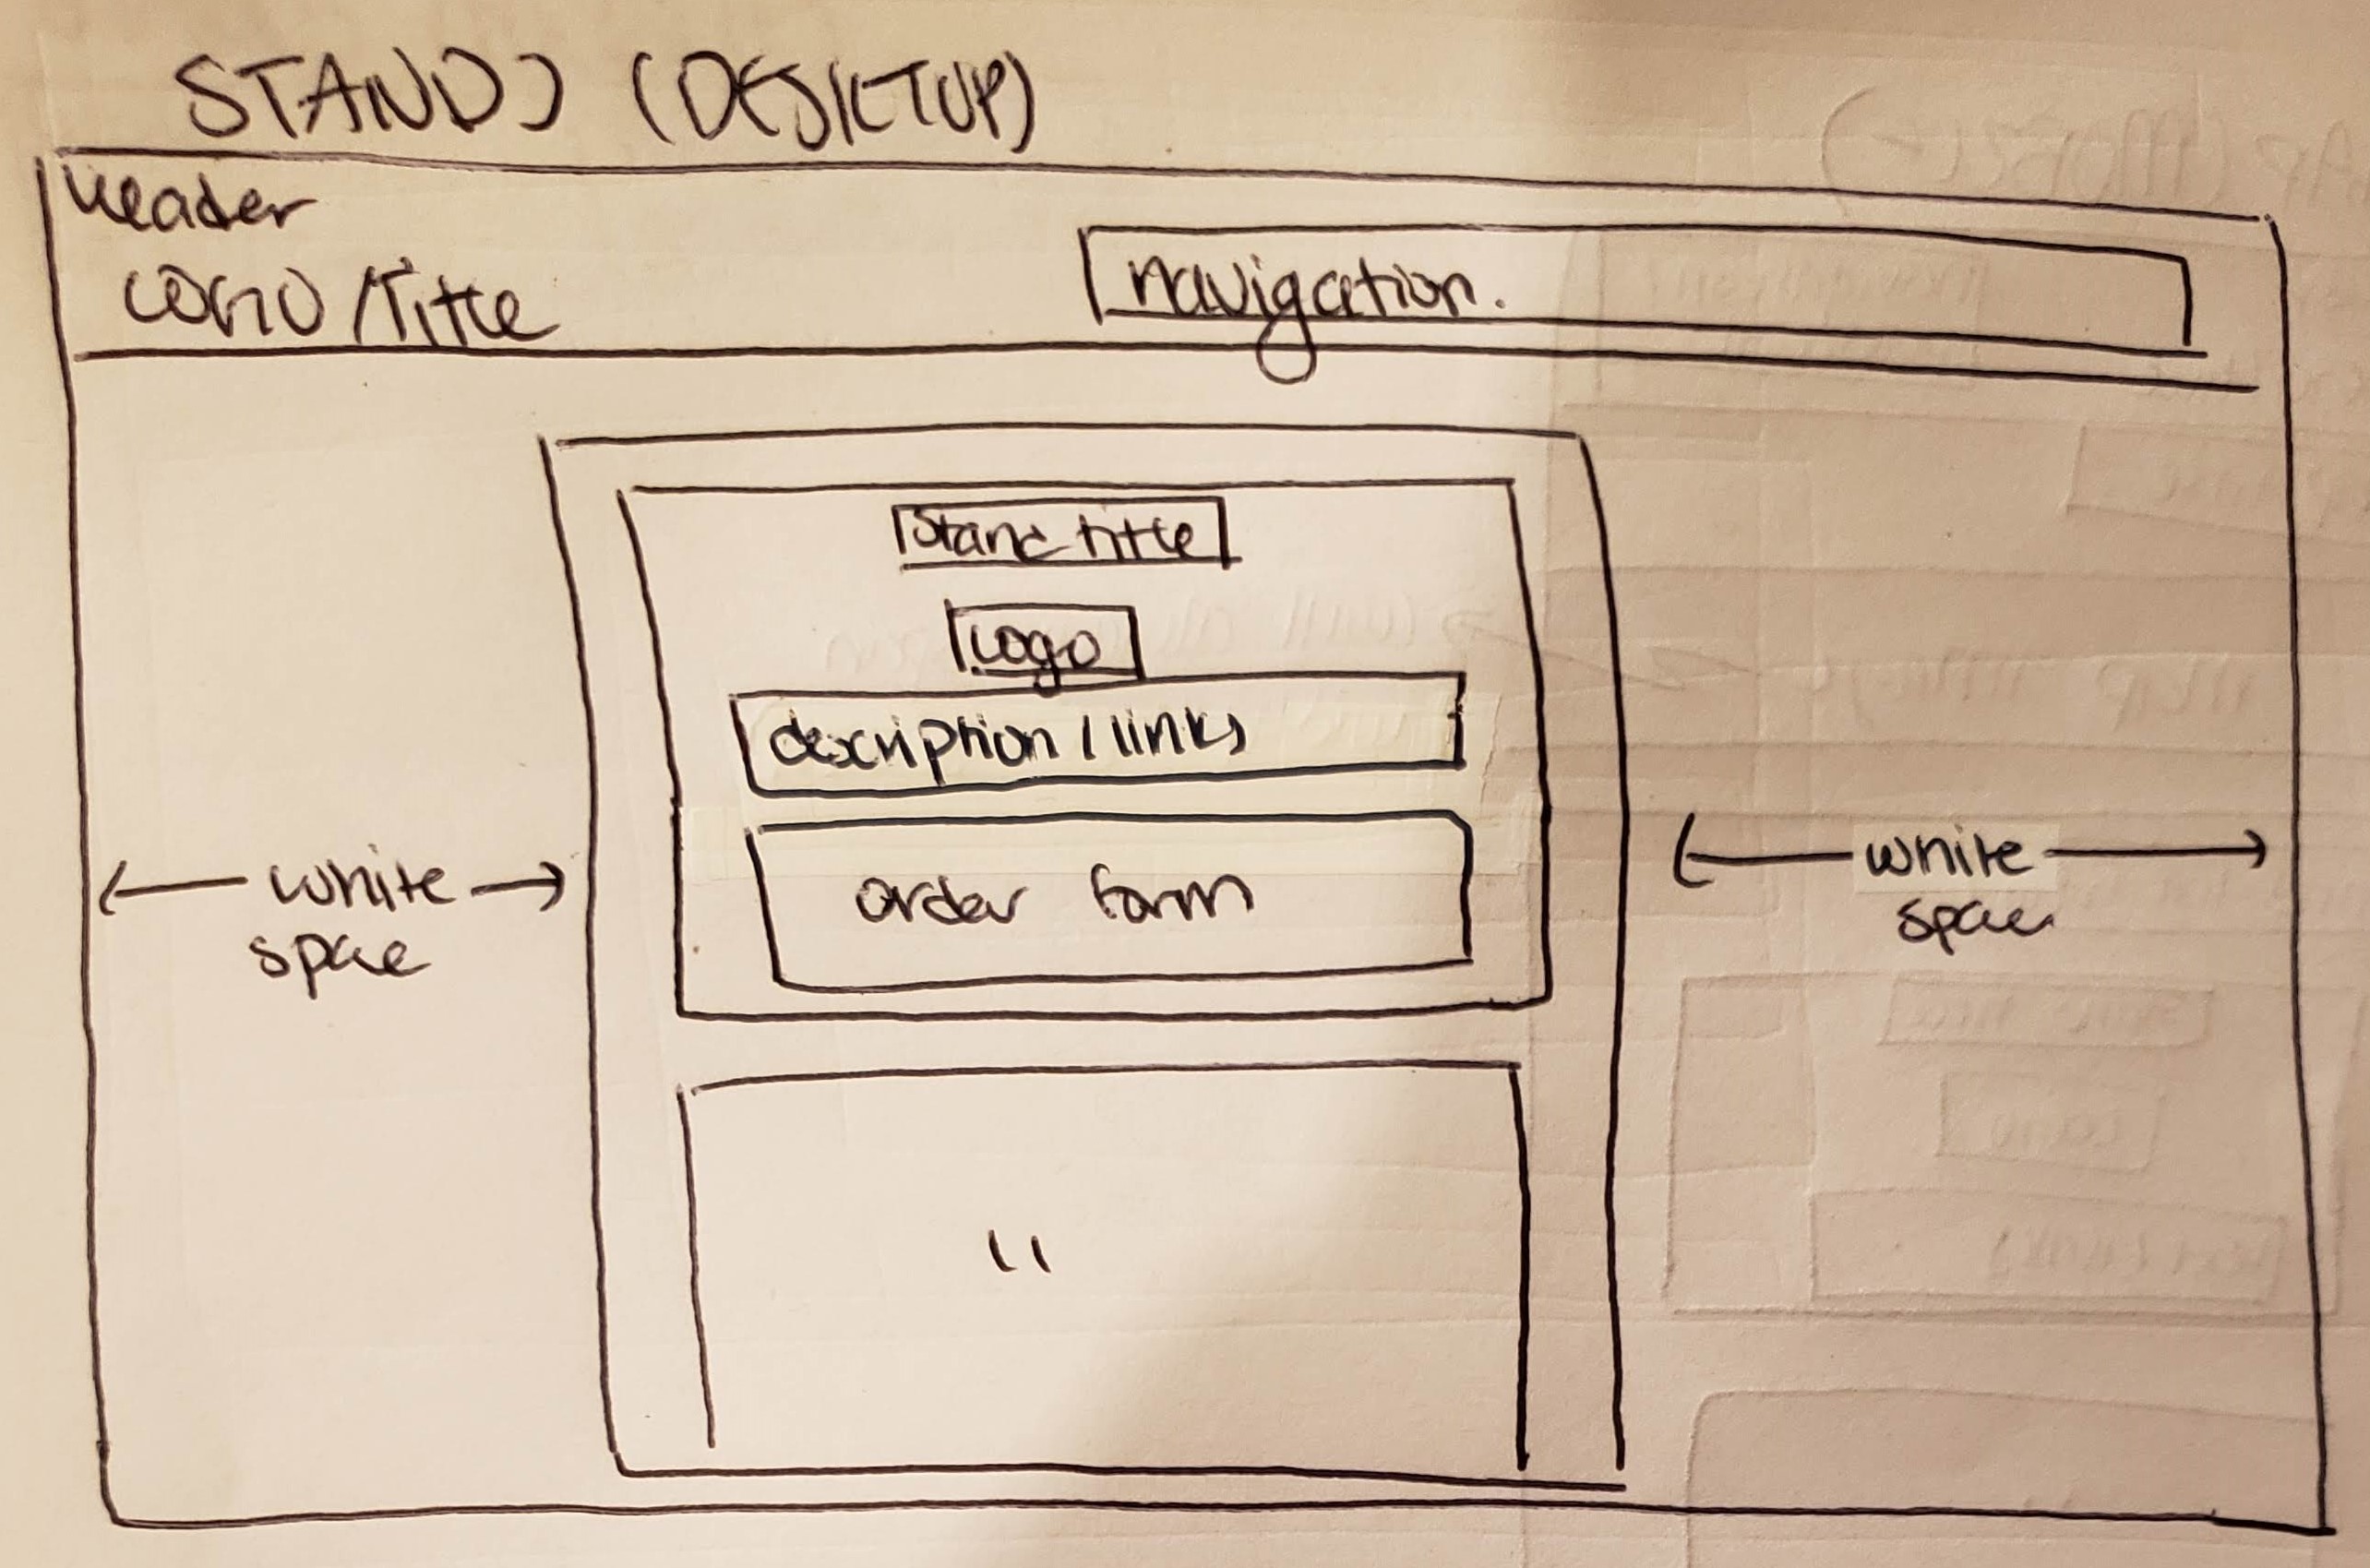 STANDS (DESKTOP)
Header
LOGO / Title
navigation.
Stand title
Logo
description / links
order form
white
space
white
space
"